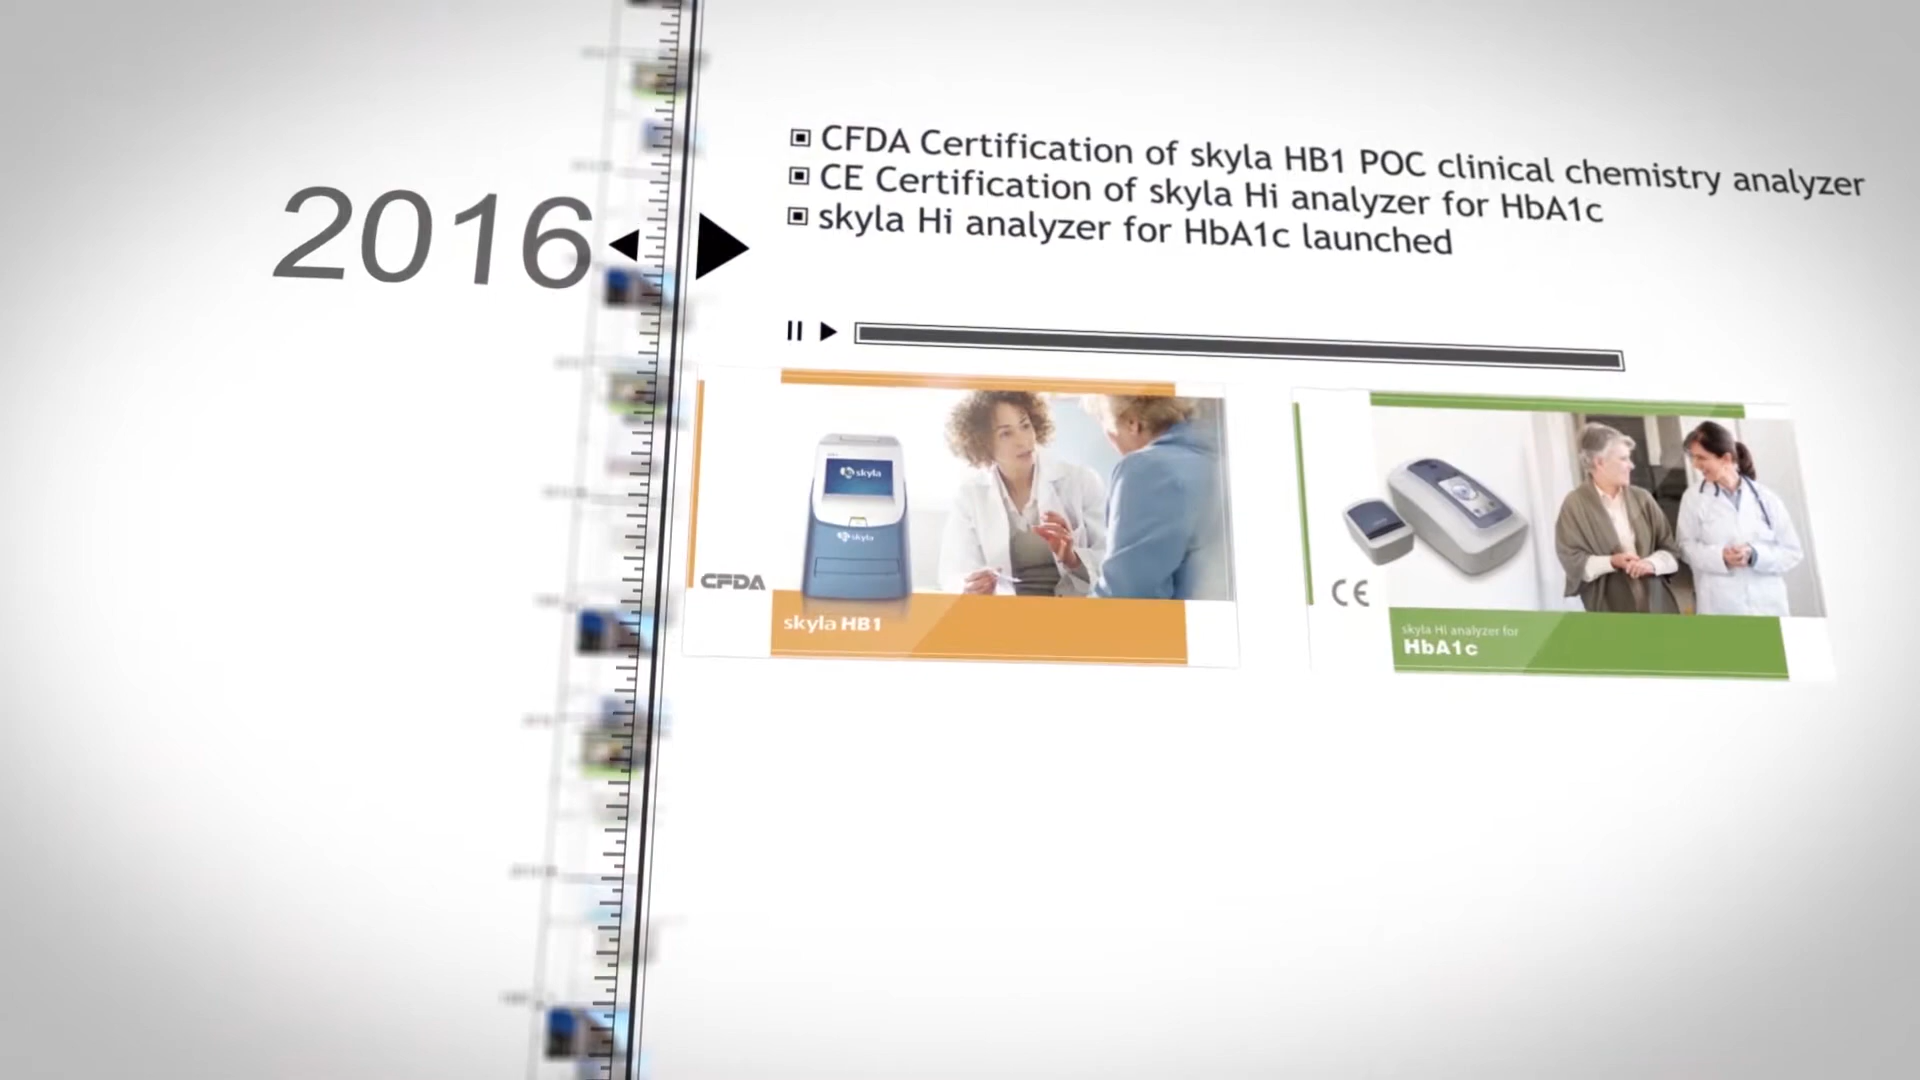 2016
CFDA Certification of skyla HB1 POC clinical chemistry analyzer
CE Certification of skyla Hi analyzer for HbA1c
skyla Hi analyzer for HbA1c launched
skyla
skyla
CFDA
skyla HB1
CE
skyla Hi analyzer for
HbA1c